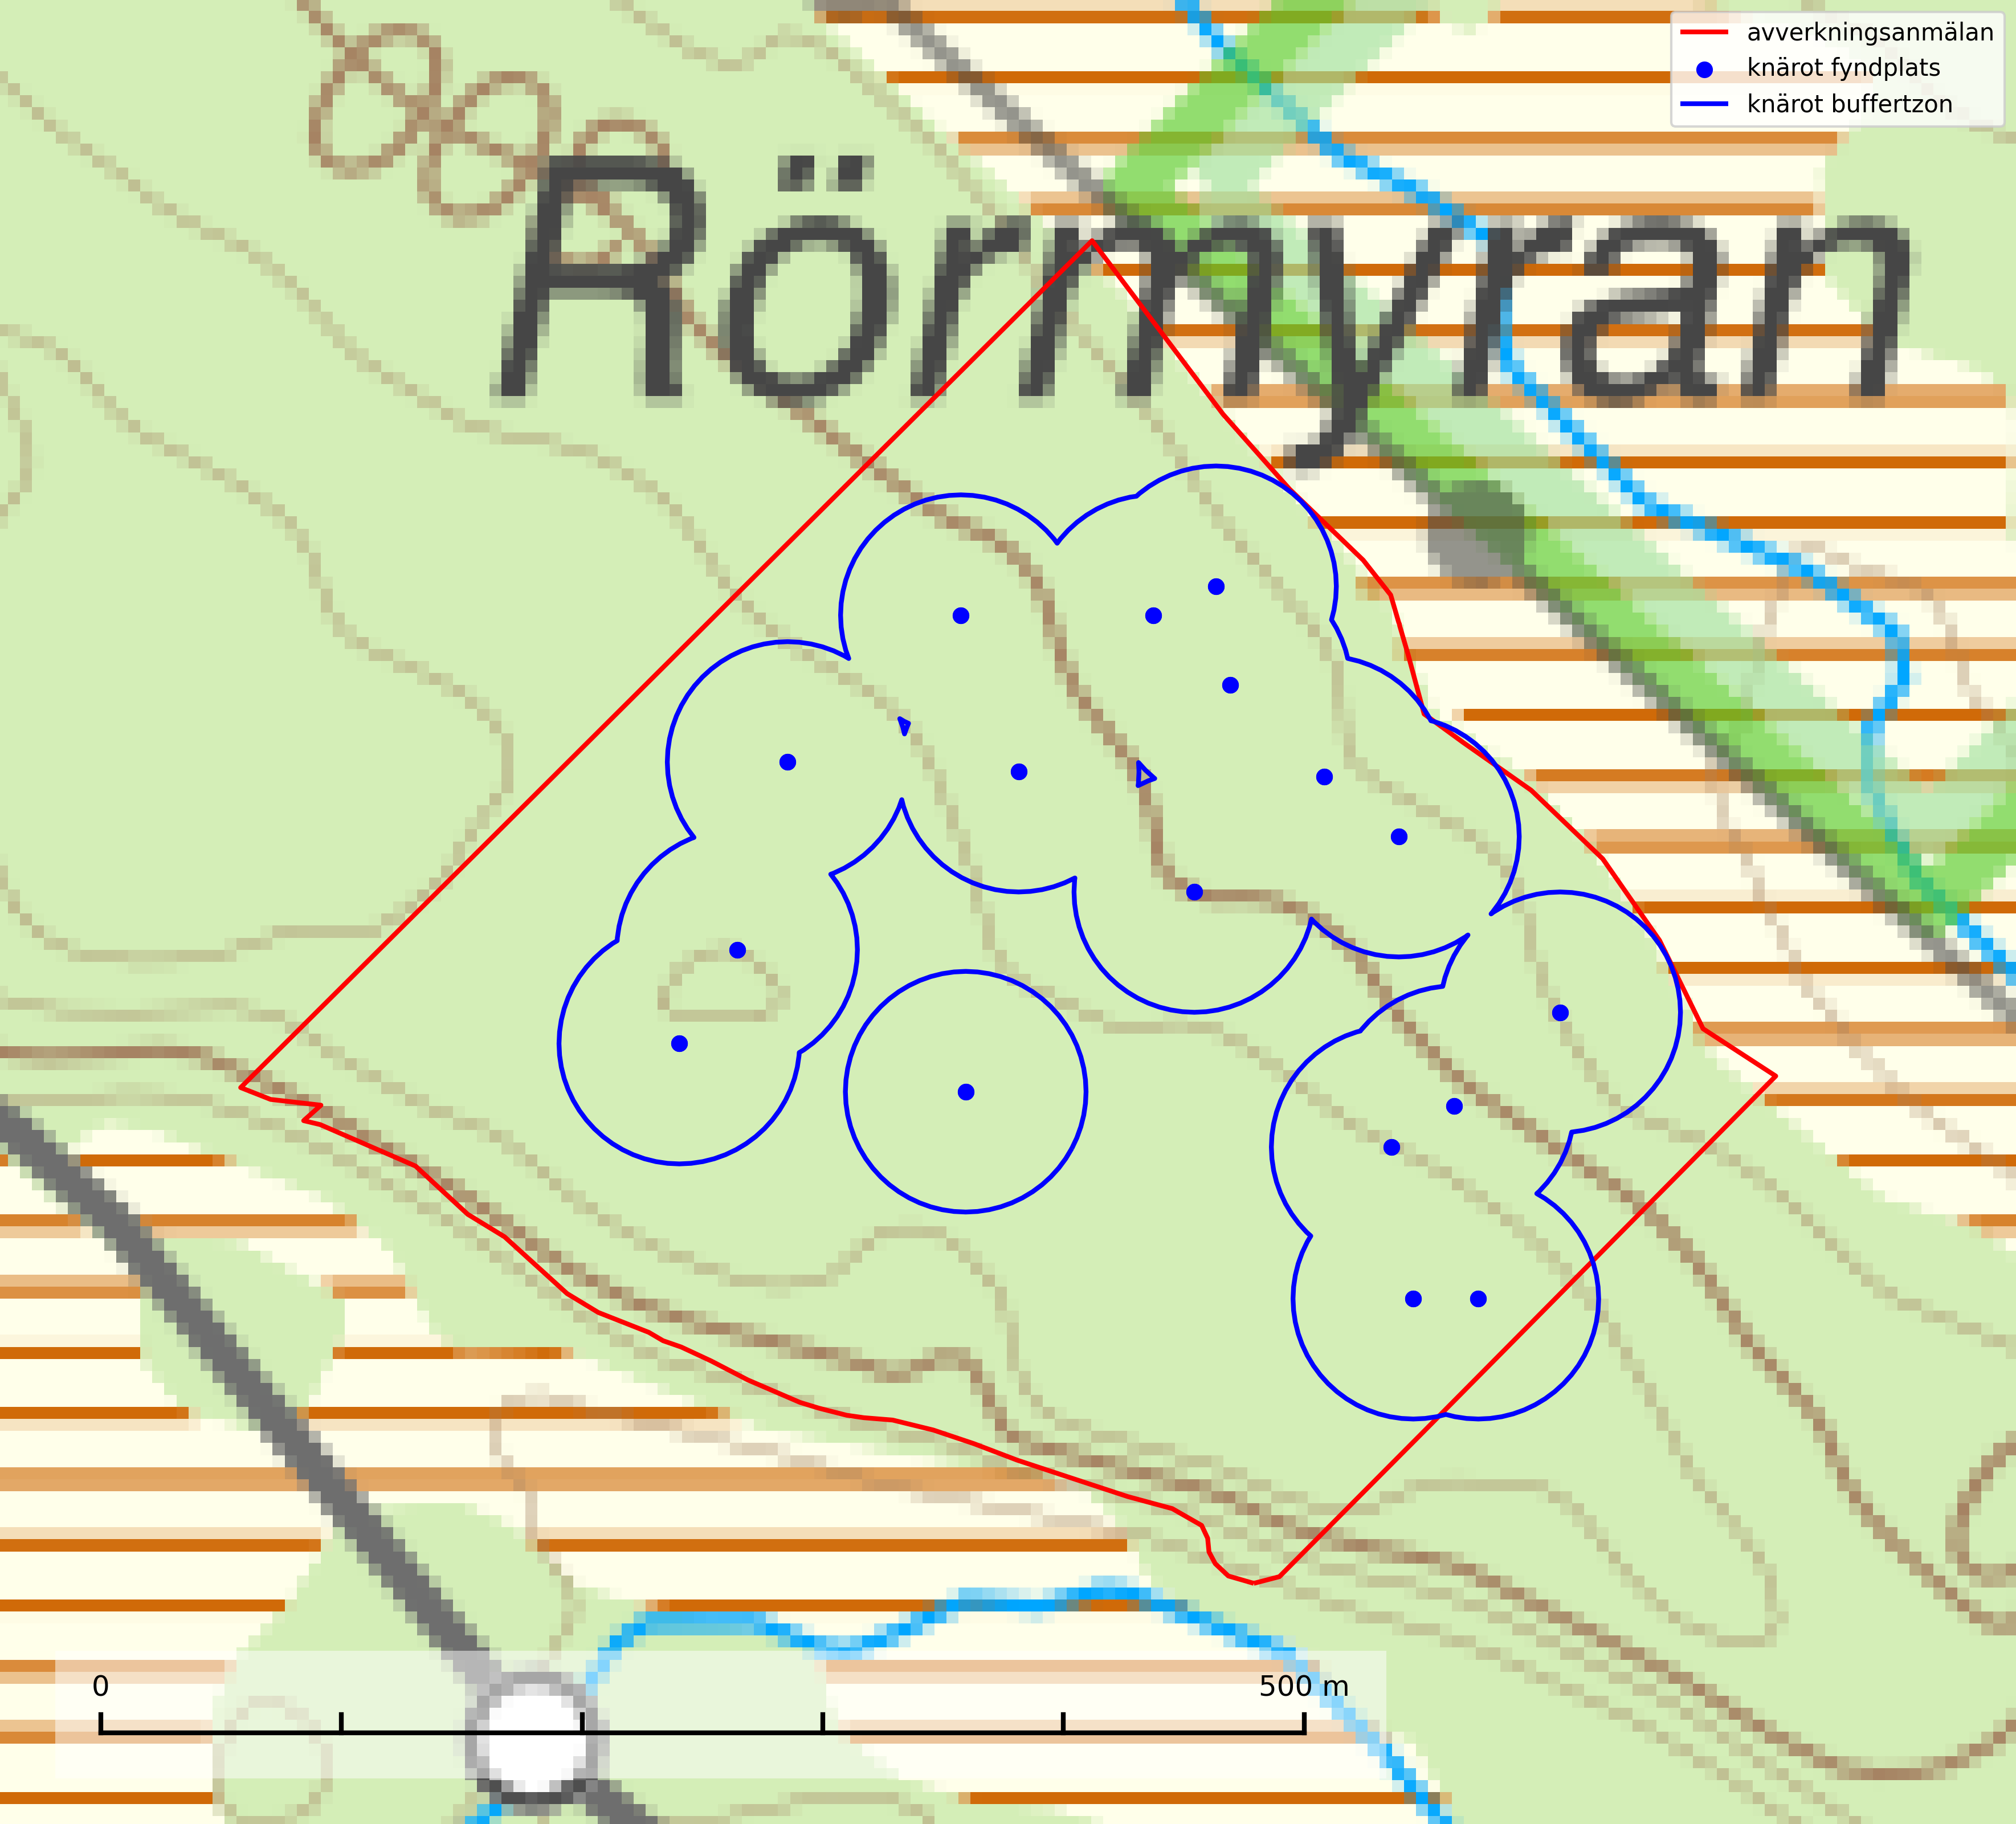 avverkningsanmälan
knärot fyndplats
knärot buffertzon
Römyran
0 500 m